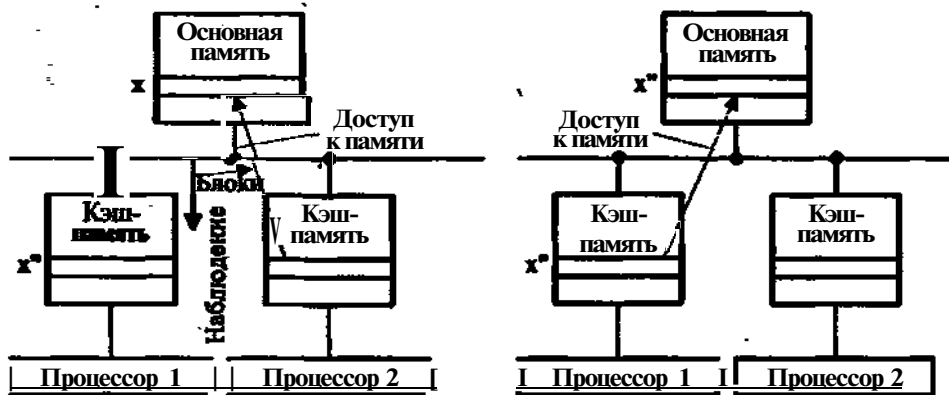 Основная
память
x
Доступ
к памяти
Блоки
Кэш-
память
x"
Наблюдение
Кэш-
память
Процессор 1
Процессор 2
Основная
память
x"
Доступ
к памяти
Кэш-
память
x"
Кэш-
память
Процессор 1
Процессор 2